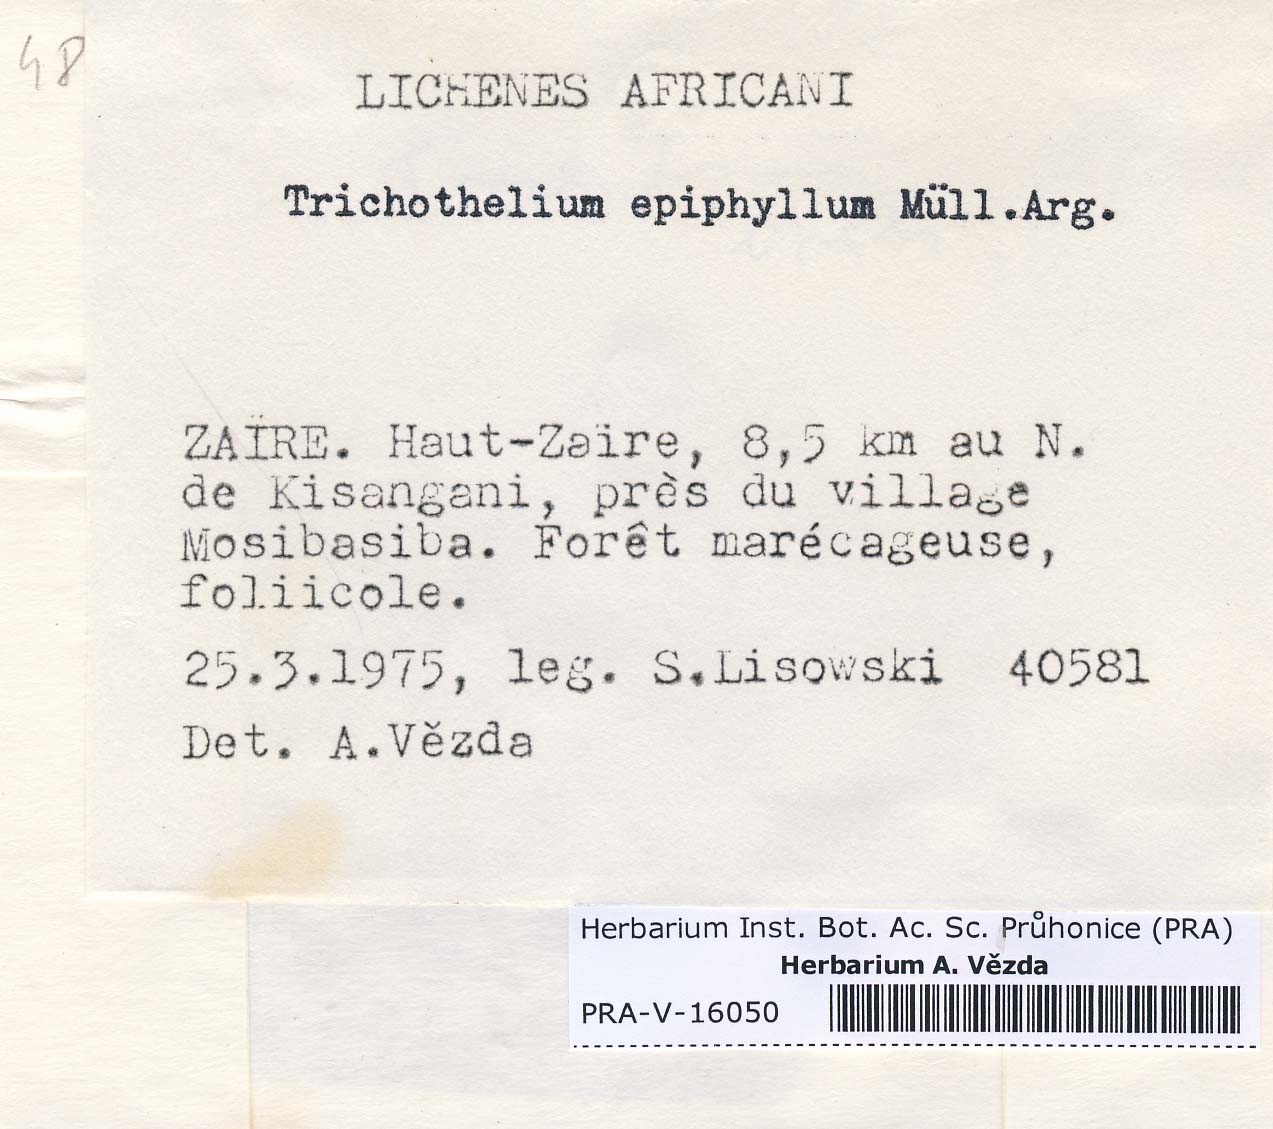 48
LICHENES AFRICANI
Trichothelium epiphyllum Müll.Arg.
ZAÏRE. Haut-Zaïre, 8,5 km au N.
de Kisangani, près du village
Mosibasiba. Forêt marécageuse,
foliicole.
25.3.1975, leg. S.Lisowski 40581
Det. A.Vězda
Herbarium Inst. Bot. Ac. Sc. Průhonice (PRA)
Herbarium A. Vězda
PRA-V-16050